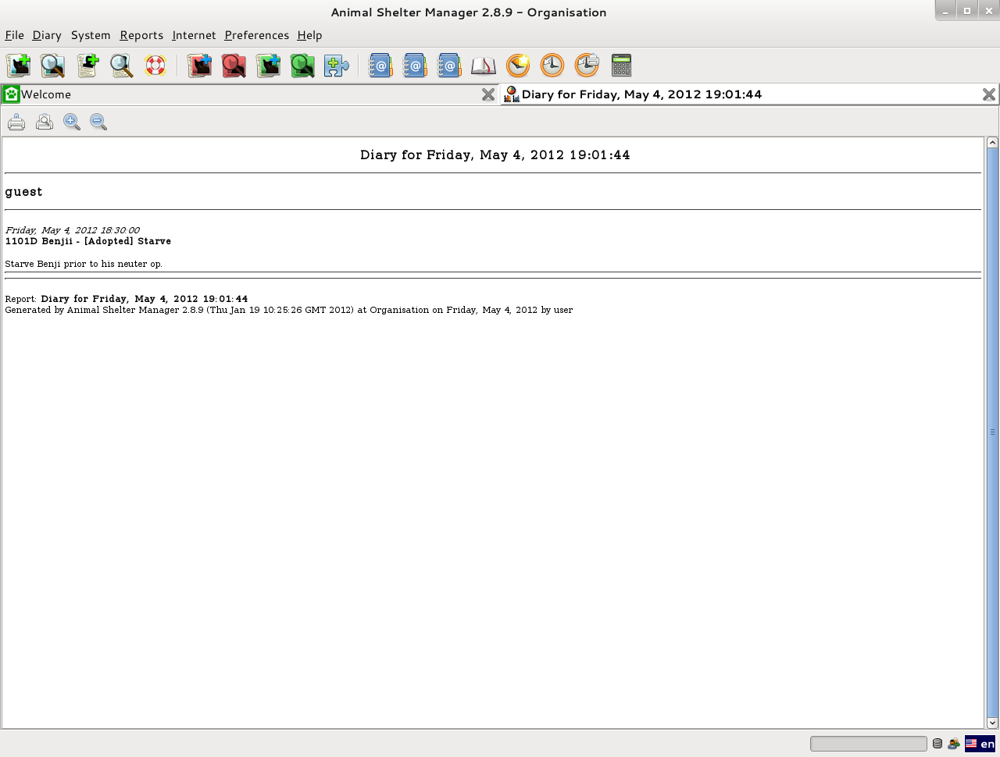 Animal Shelter Manager 2.8.9 - Organisation
File Diary System Reports Internet Preferences Help
Welcome
Diary for Friday, May 4, 2012 19:01:44
Diary for Friday, May 4, 2012 19:01:44
guest
Friday, May 4, 2012 18:30:00
1101D Benjii - [Adopted] Starve
Starve Benji prior to his neuter op.
Report: Diary for Friday, May 4, 2012 19:01:44
Generated by Animal Shelter Manager 2.8.9 (Thu Jan 19 10:25:26 GMT 2012) at Organisation on Friday, May 4, 2012 by user
en